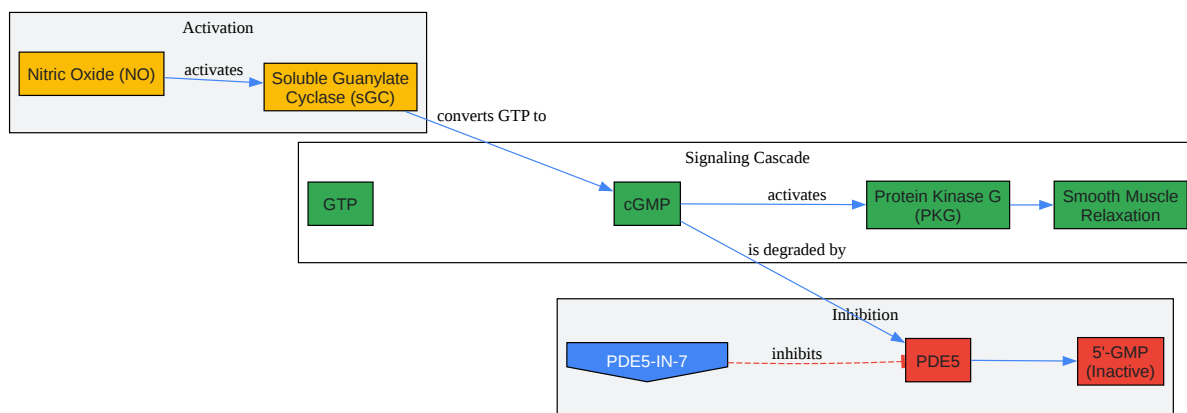 Activation
Nitric Oxide (NO)
activates
Soluble Guanylate
Cyclase (sGC)
converts GTP to
Signaling Cascade
GTP
cGMP
activates
Protein Kinase G
(PKG)
Smooth Muscle
Relaxation
is degraded by
Inhibition
PDE5-IN-7
inhibits
PDE5
5'-GMP
(Inactive)